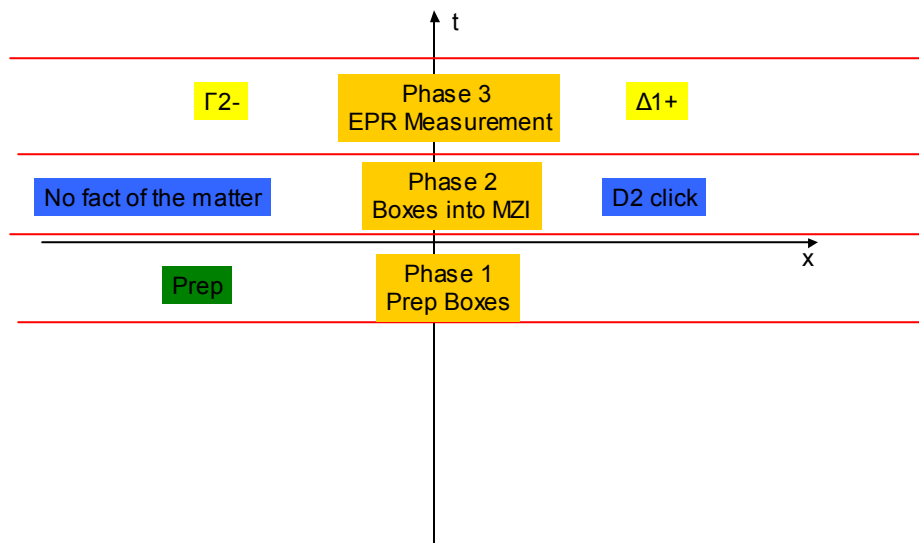 t
Γ2-
Phase 3
EPR Measurement
Δ1+
No fact of the matter
Phase 2
Boxes into MZI
D2 click
x
Prep
Phase 1
Prep Boxes